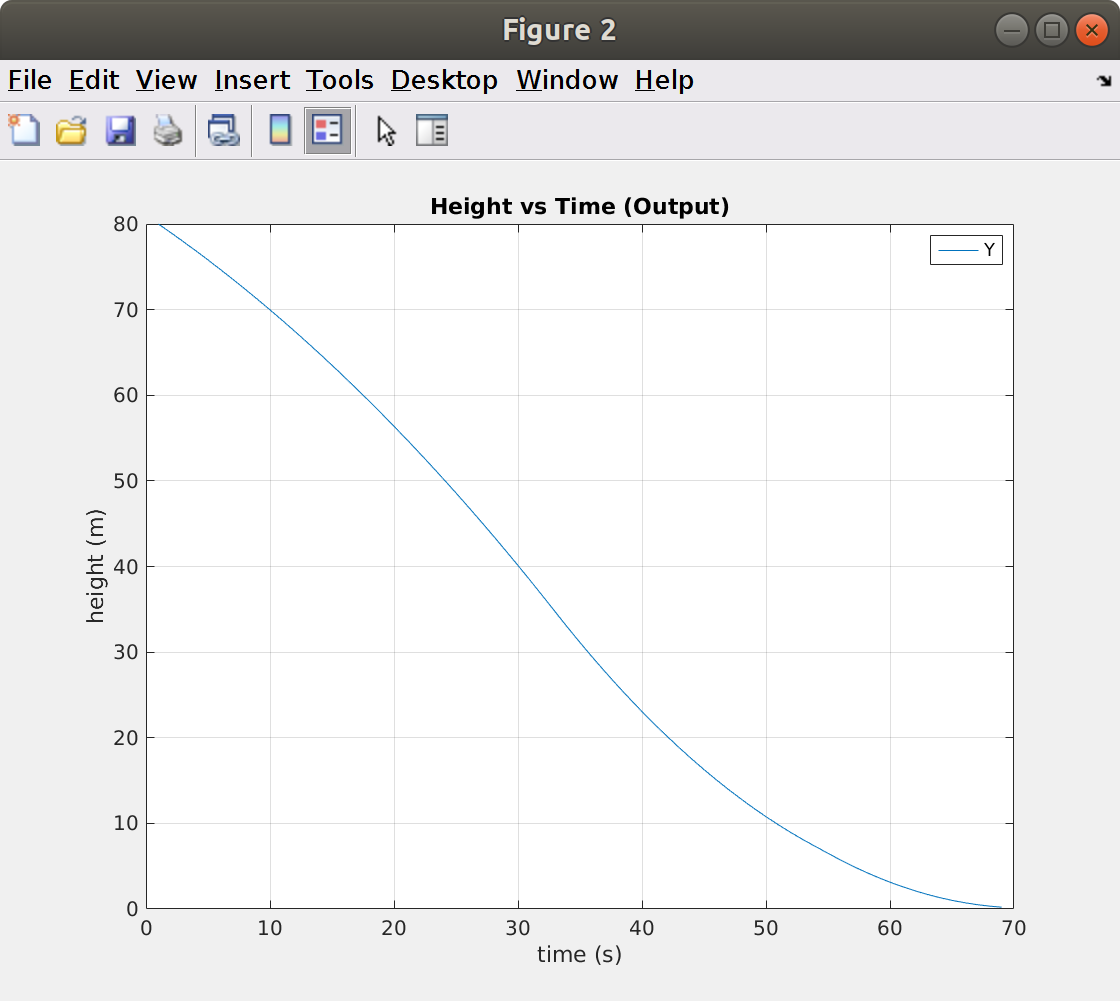 Figure 2
File Edit View Insert Tools Desktop Window Help
Height vs Time (Output)
Y
80
70
60
50
40
30
20
10
0
height (m)
0 10 20 30 40 50 60 70
time (s)